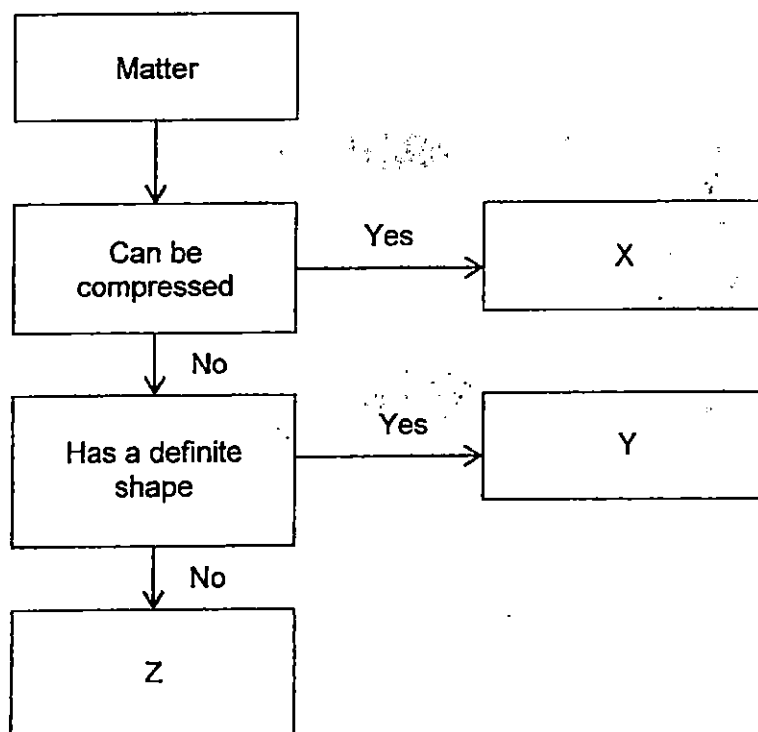 Matter
Yes
Can be
compressed
X
No
Yes
Has a definite
shape
Y
No
Z